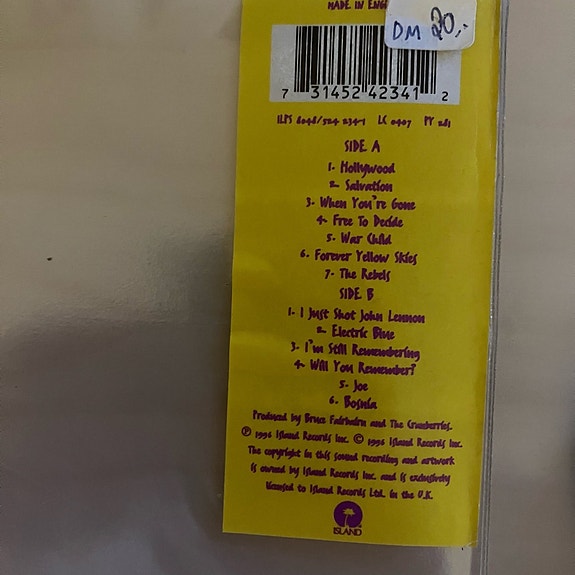 MADE IN ENG
DM 20,-
7 31452 42341 2
ILPS 8048/524 234-1 LC 0407 PY 281
SIDE A
1- Hollywood
2- Salvation
3- When You're Gone
4- Free To Decide
5- War Child
6- Forever Yellow Skies
7- The Rebels
SIDE B
1- I Just Shot John Lennon
2- Electric Blue
3- I'm Still Remembering
4- Will You Remember?
5- Joe
6- Bosnia
Produced by Bruce Fairbairn and The Cranberries.
℗ 1996 Island Records Inc. © 1996 Island Records Inc.
The copyright in this sound recording and artwork
is owned by Island Records Inc. and is exclusively
licensed to Island Records Ltd. in the U.K.
ISLAND